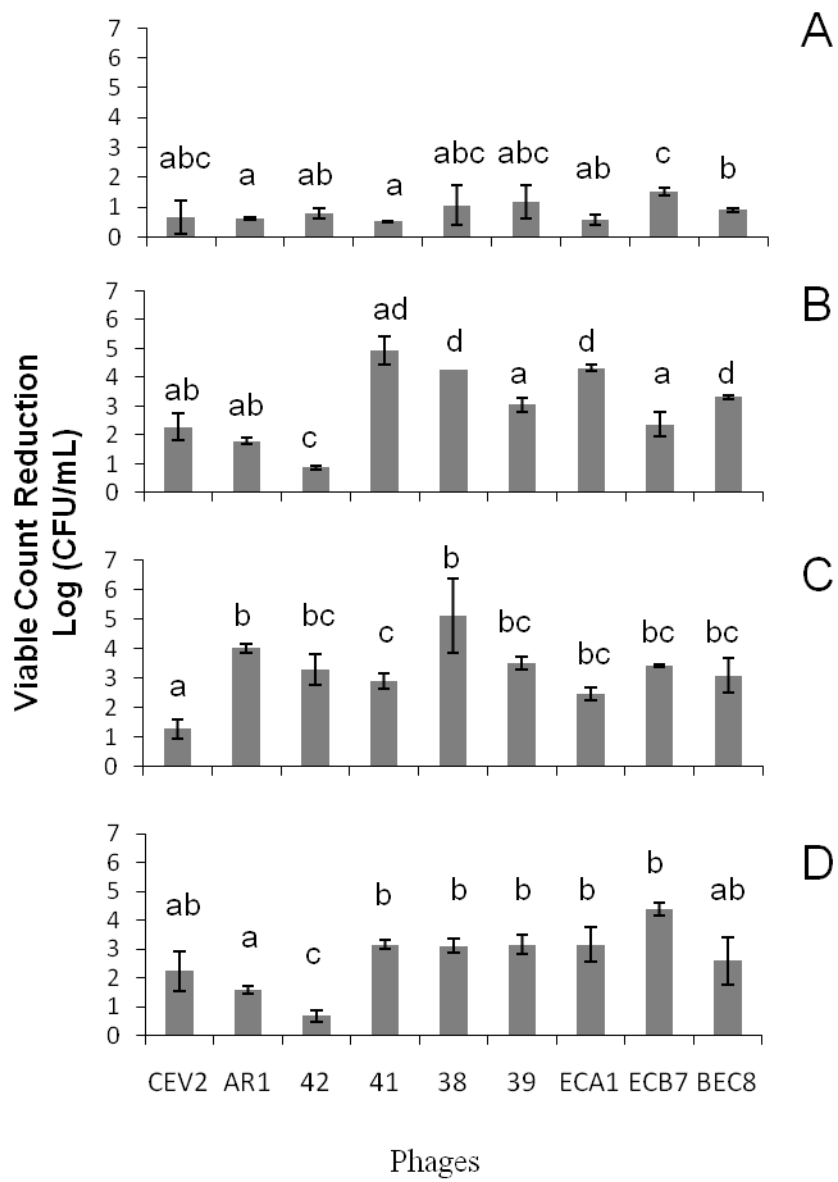 A
7
6
5
4
3
2
1
0
abc a ab a abc abc ab c b
B
7
6
5
4
3
2
1
0
ab ab c ad d a d a d
Viable Count Reduction
Log (CFU/mL)
C
7
6
5
4
3
2
1
0
a b bc c b bc bc bc bc
D
7
6
5
4
3
2
1
0
ab a c b b b b b ab
CEV2 AR1 42 41 38 39 ECA1 ECB7 BEC8
Phages